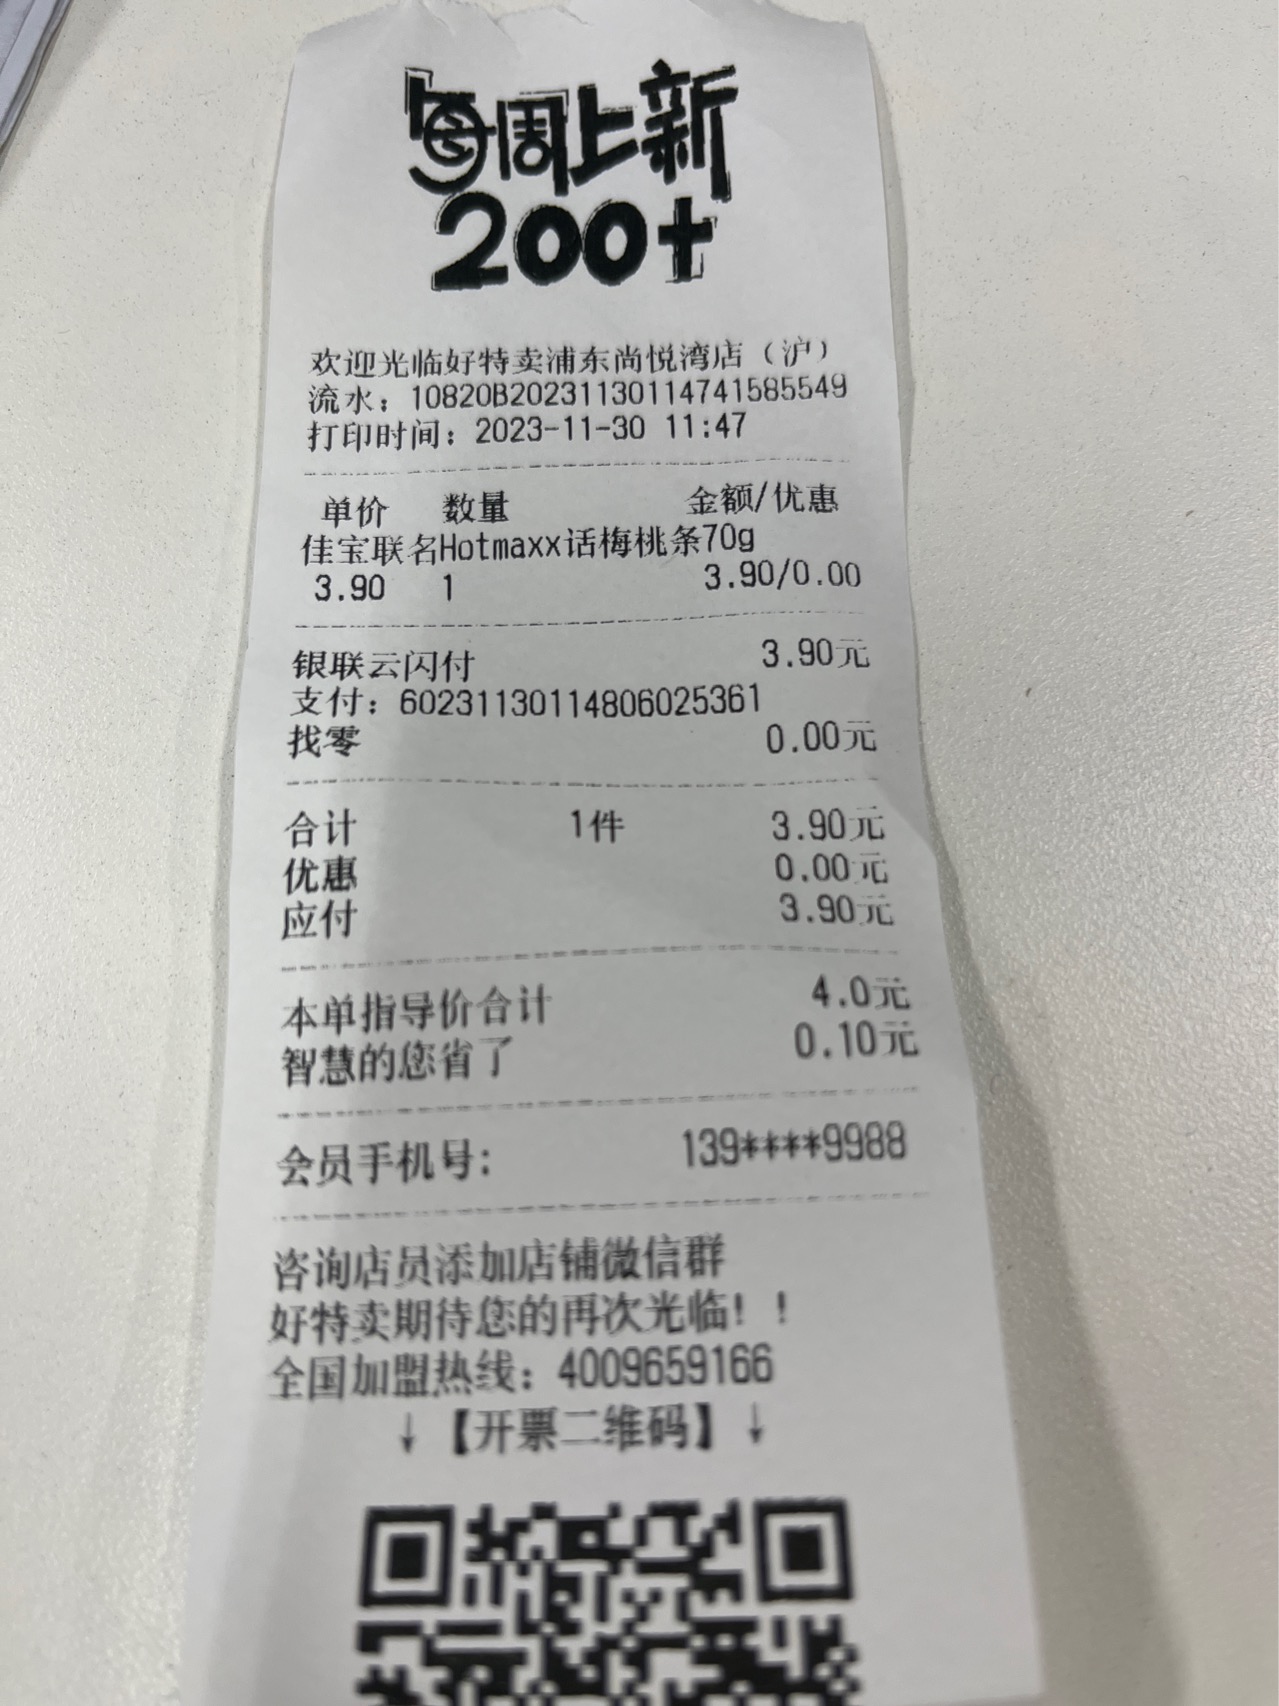 每周上新
200+
欢迎光临好特卖浦东尚悦湾店（沪）
流水：10820B20231130114741585549
打印时间：2023-11-30 11:47
单价 数量 金额/优惠
佳宝联名Hotmaxx话梅桃条70g
3.90 1 3.90/0.00
银联云闪付 3.90元
支付：60231130114806025361
找零 0.00元
合计 1件 3.90元
优惠 0.00元
应付 3.90元
本单指导价合计 4.0元
智慧的您省了 0.10元
会员手机号： 139****9988
咨询店员添加店铺微信群
好特卖期待您的再次光临！！
全国加盟热线：4009659166
↓【开票二维码】↓